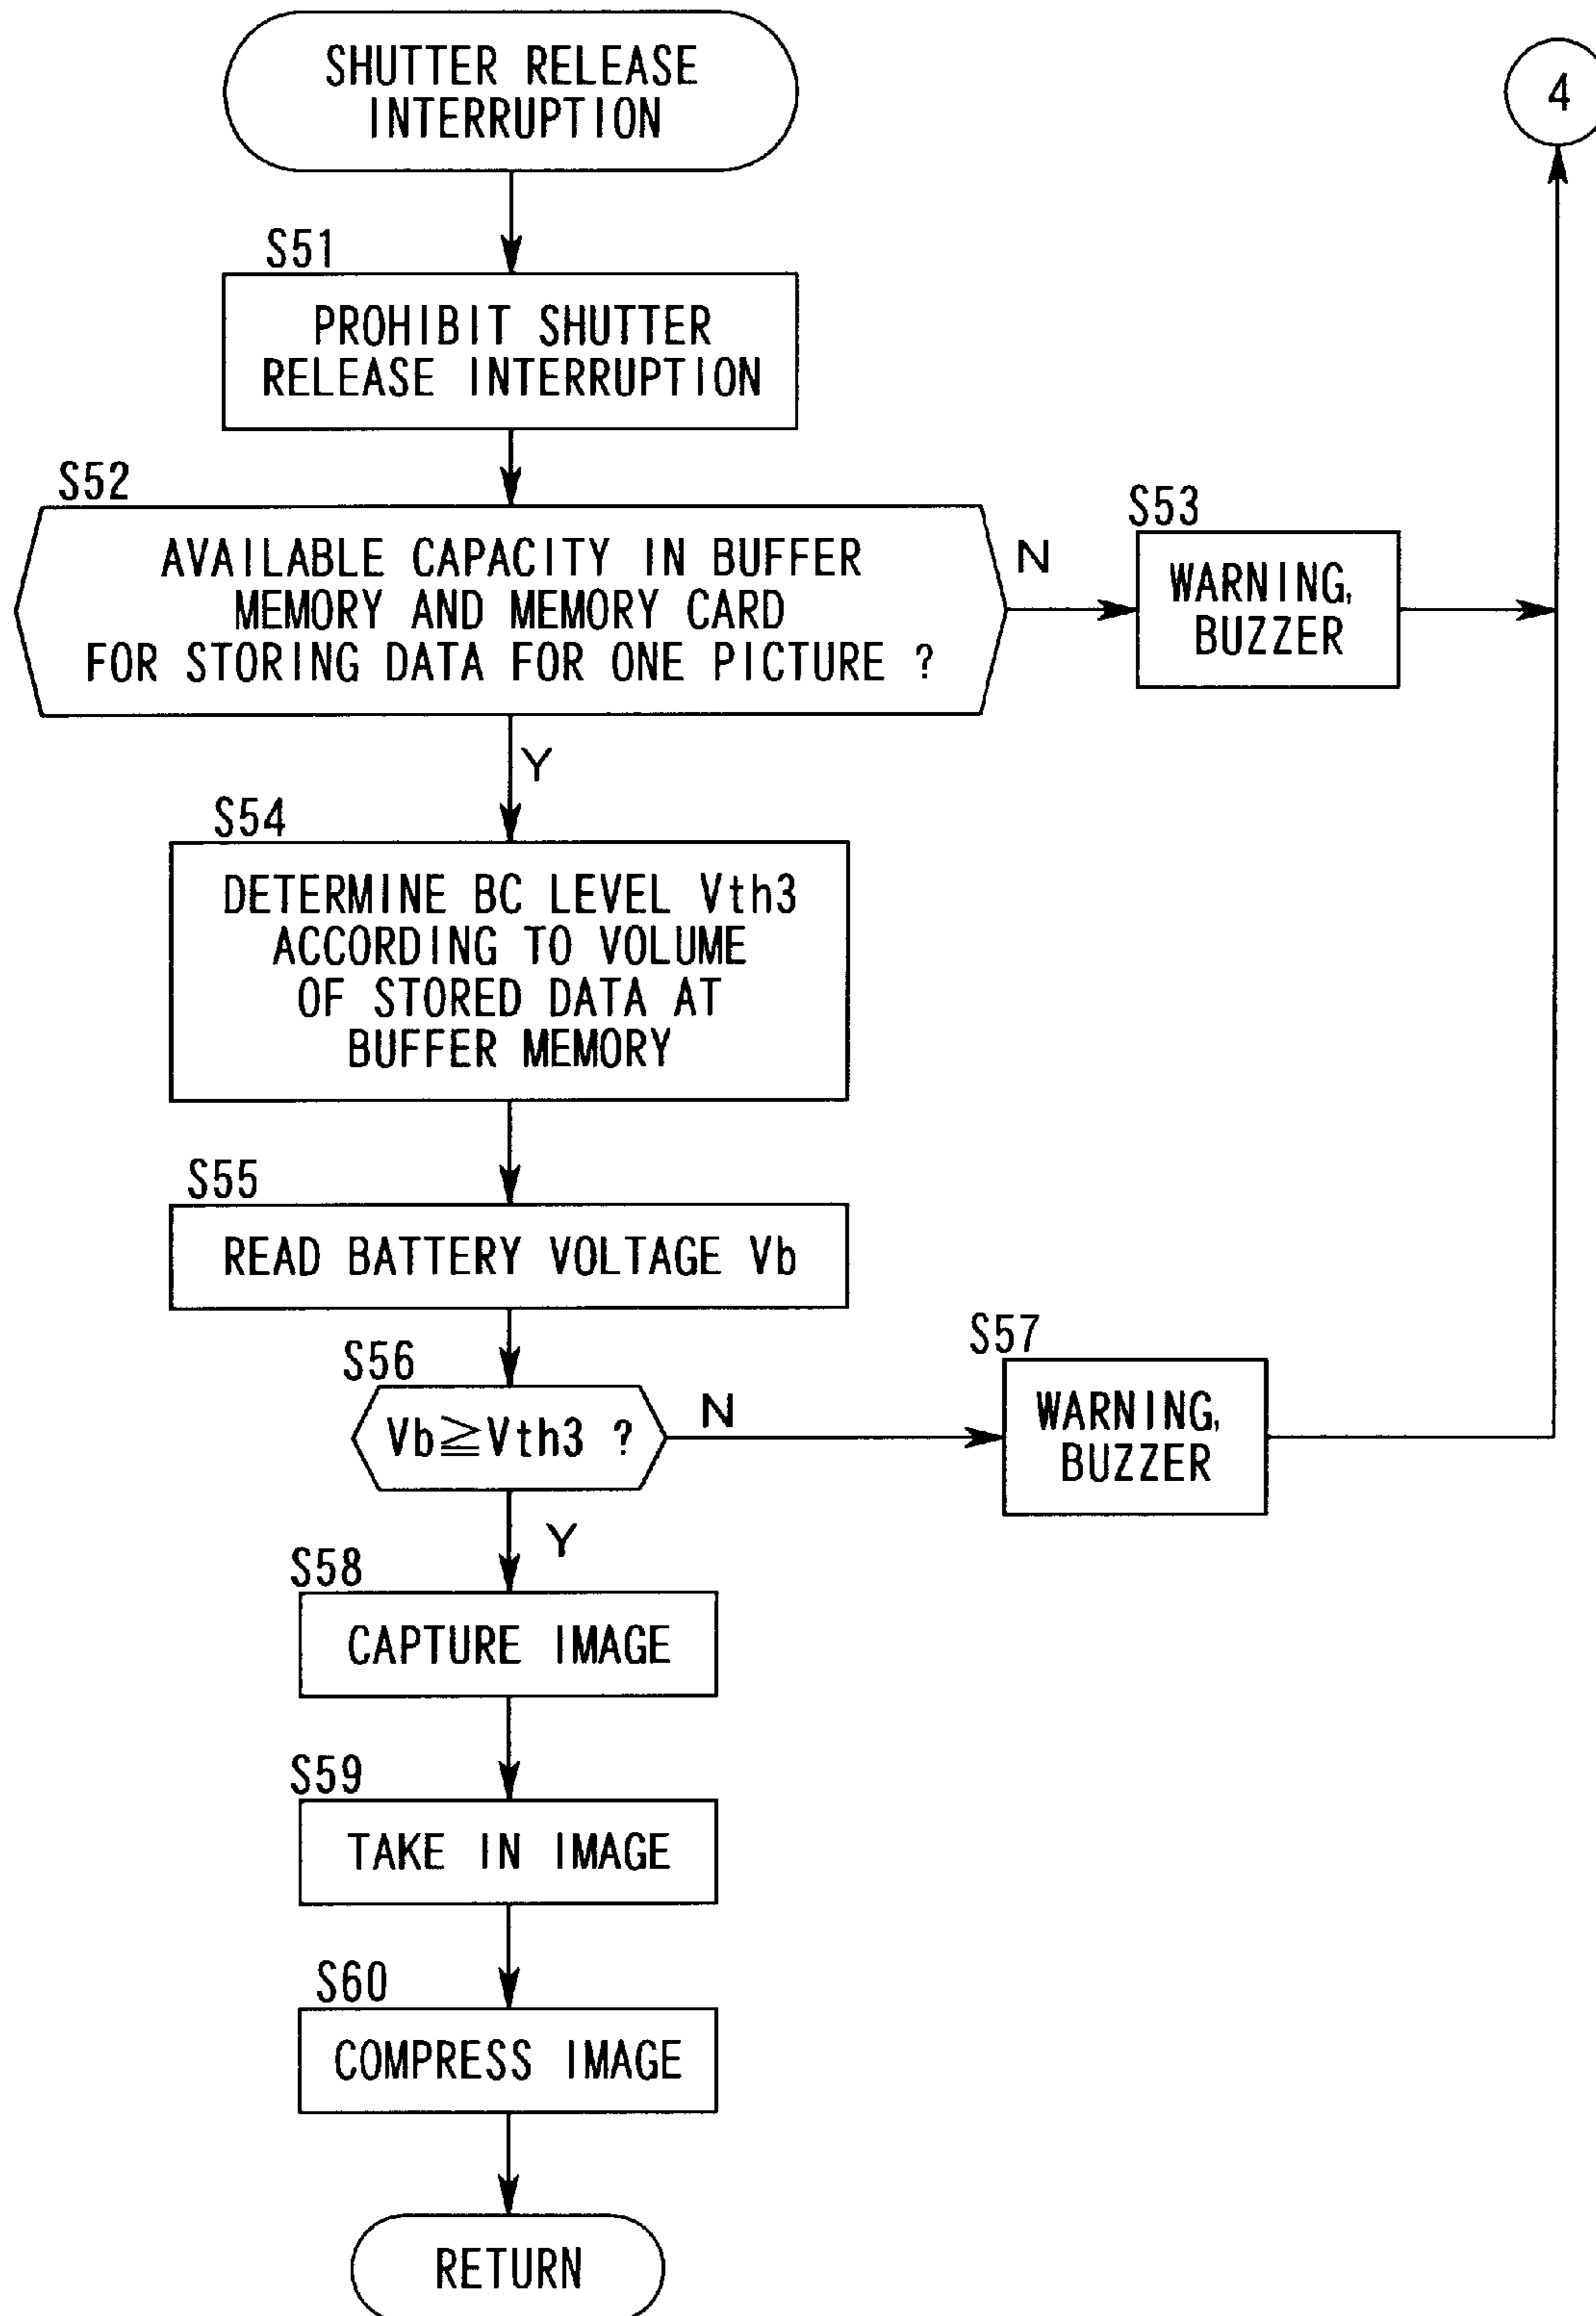 SHUTTER RELEASE
INTERRUPTION
4
S51
PROHIBIT SHUTTER
RELEASE INTERRUPTION
S52
AVAILABLE CAPACITY IN BUFFER
MEMORY AND MEMORY CARD
FOR STORING DATA FOR ONE PICTURE ?
N
S53
WARNING,
BUZZER
Y
S54
DETERMINE BC LEVEL Vth3
ACCORDING TO VOLUME
OF STORED DATA AT
BUFFER MEMORY
S55
READ BATTERY VOLTAGE Vb
S56
Vb≧Vth3 ?
N
S57
WARNING,
BUZZER
Y
S58
CAPTURE IMAGE
S59
TAKE IN IMAGE
S60
COMPRESS IMAGE
RETURN